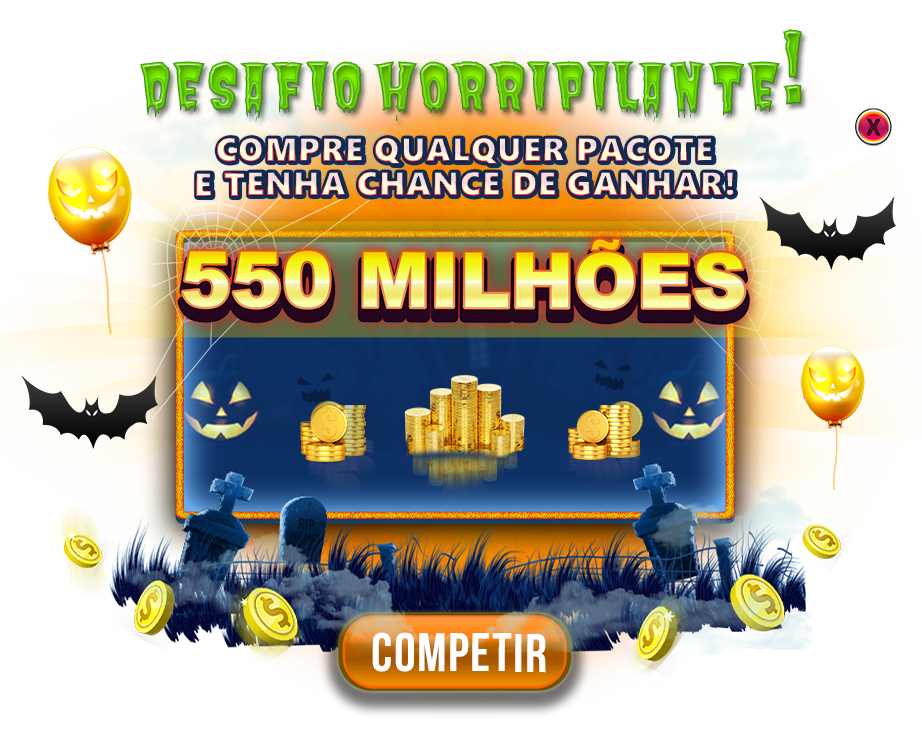 DESAFIO HORRIPILANTE!
X
COMPRE QUALQUER PACOTE
E TENHA CHANCE DE GANHAR!
550 MILHÕES
RIP
COMPETIR